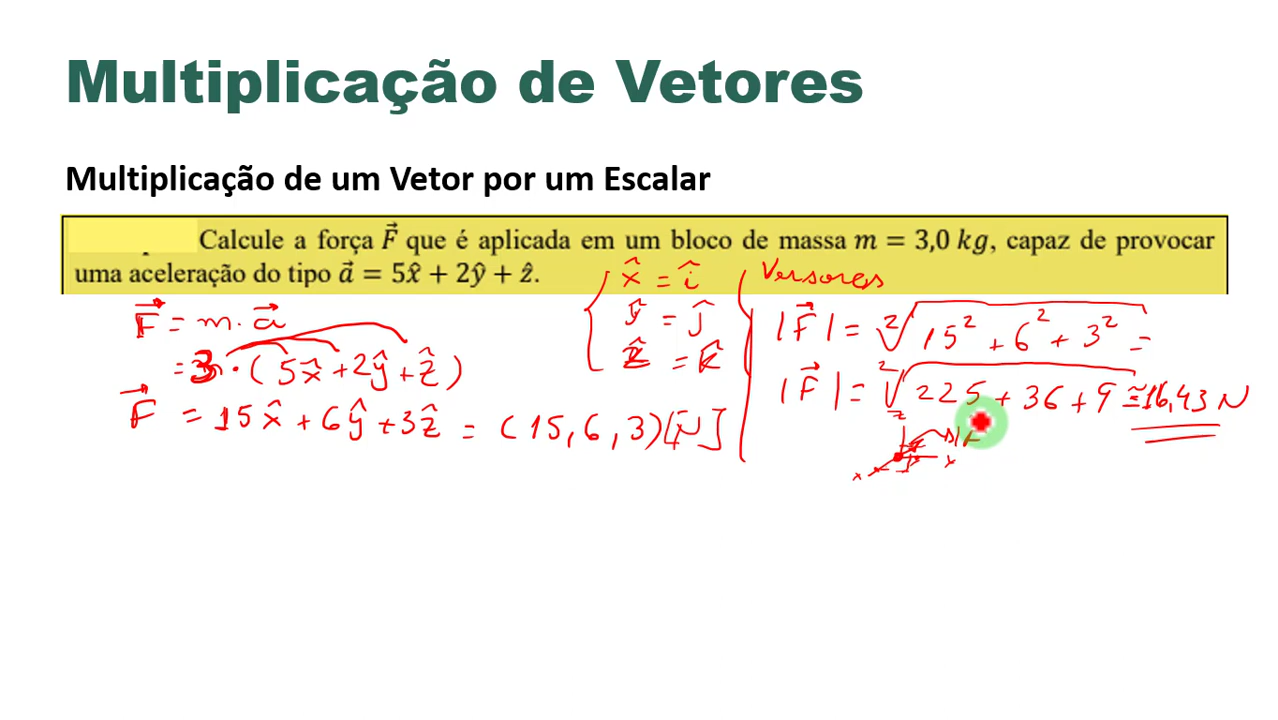 Multiplicação de Vetores
Multiplicação de um Vetor por um Escalar
Calcule a força F⃗ que é aplicada em um bloco de massa m = 3,0 kg, capaz de provocar
uma aceleração do tipo a⃗ = 5x̂ + 2ŷ + ẑ.
F⃗ = m. a⃗
= 3 · (5x̂ + 2ŷ + ẑ)
F⃗ = 15x̂ + 6ŷ + 3ẑ = (15, 6, 3)[N]
x̂ = î
ŷ = ĵ
ẑ = k̂
Versores
|F⃗| = ²√15² + 6² + 3² =
|F⃗| = ²√225 + 36 + 9 ≅ 16,43 N
z
x